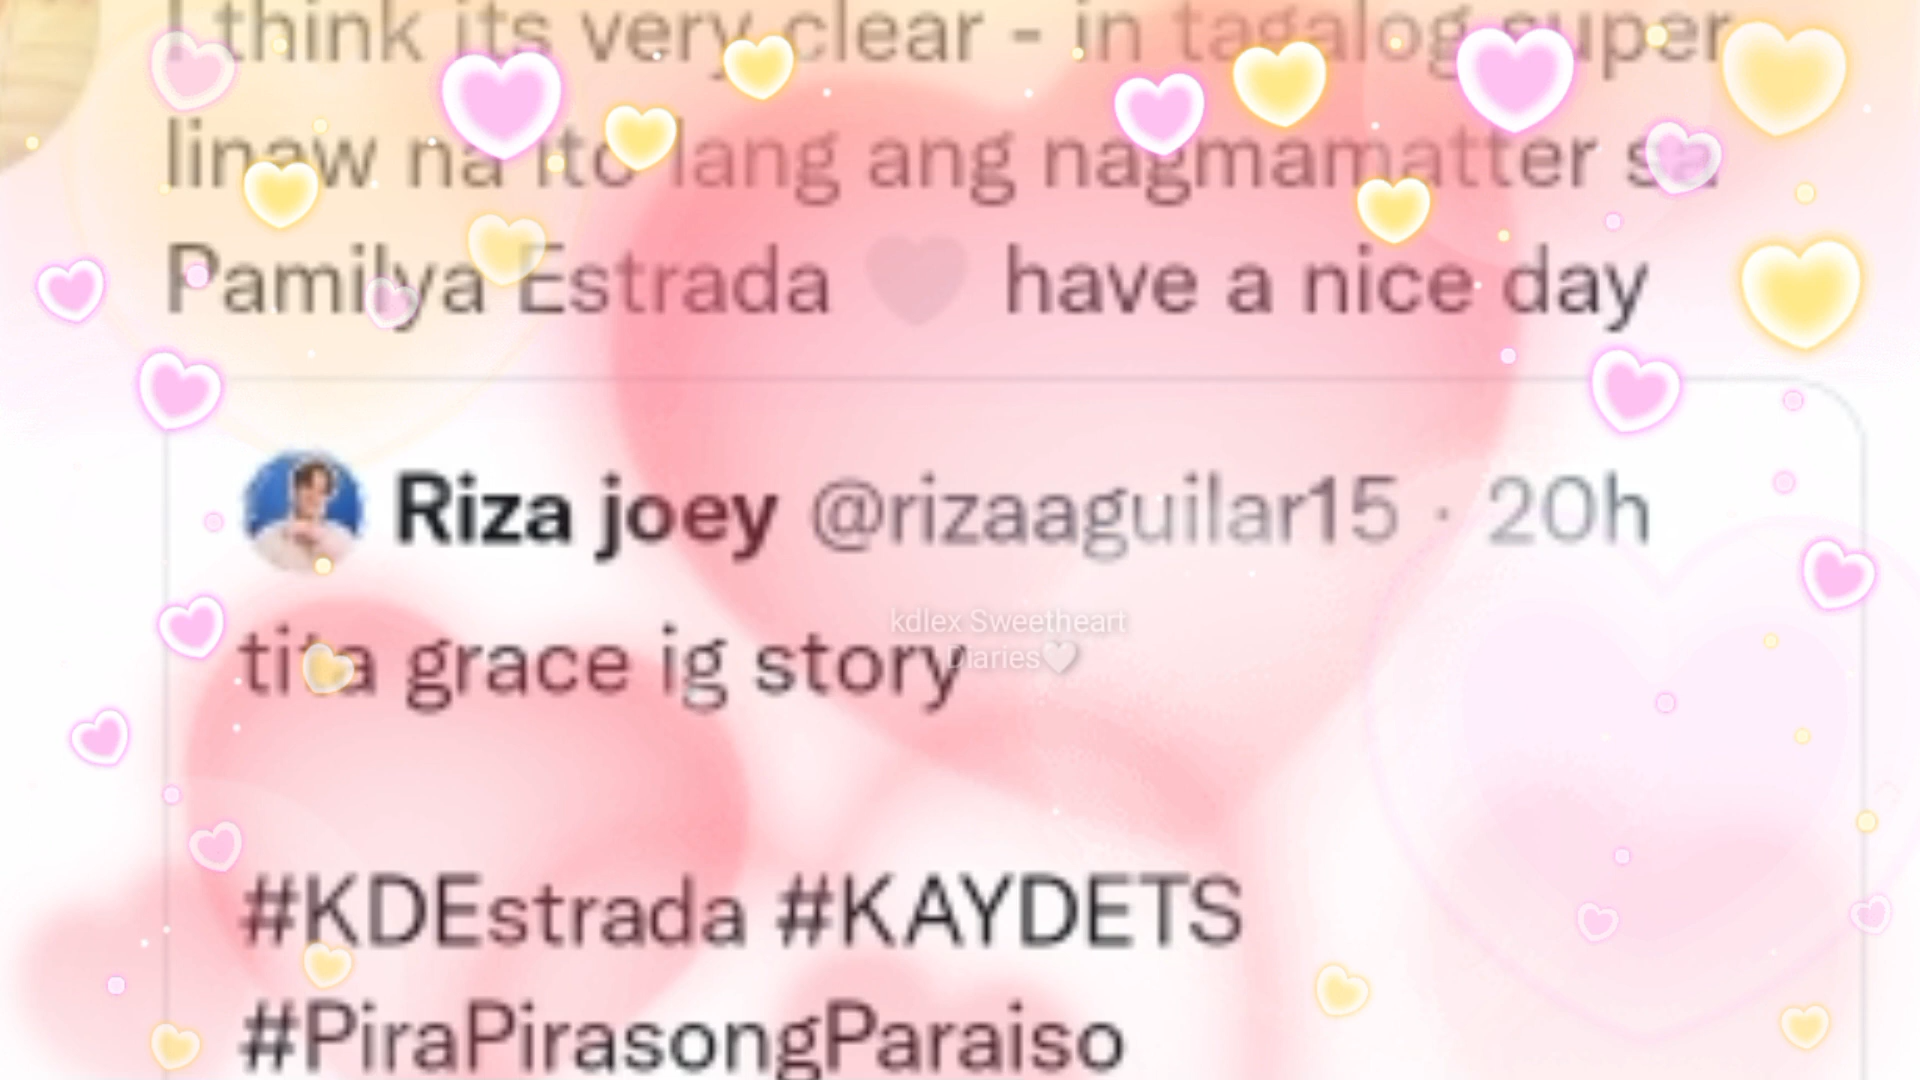 I think its very clear - in tagalog super
linaw na ito lang ang nagmamatter sa
Pamilya Estrada 🤍 have a nice day
Riza joey @rizaaguilar15 · 20h
tita grace ig story
kdlex Sweetheart
Diaries🤍
#KDEstrada #KAYDETS
#PiraPirasongParaiso